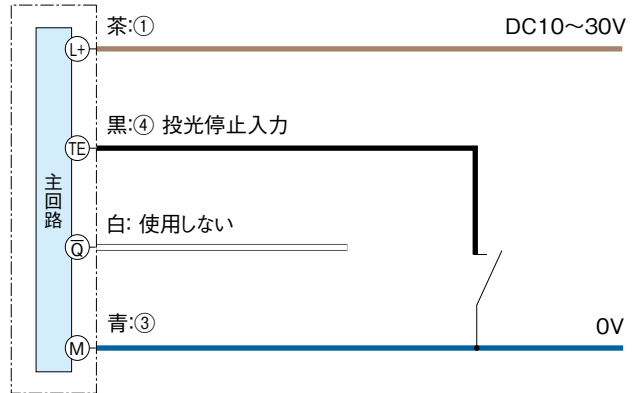 茶:①
DC10〜30V
L+
黒:④ 投光停止入力
TE
主回路
白: 使用しない
Q̅
青:③
0V
M